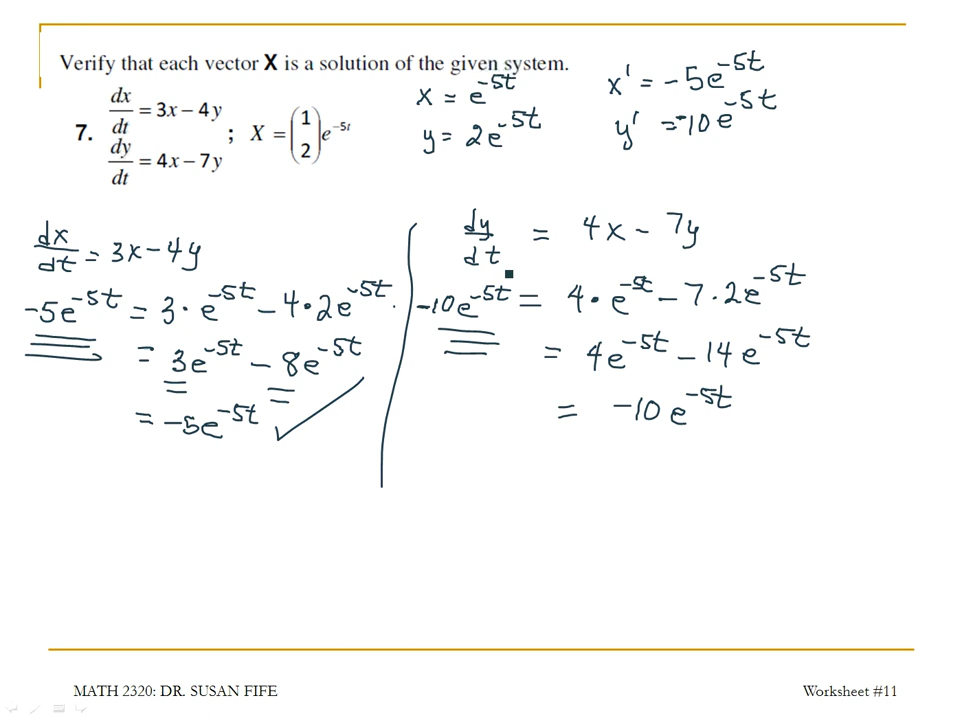 Verify that each vector X is a solution of the given system.
7. dx/dt = 3x − 4y
dy/dt = 4x − 7y ; X = (1 2) e^−5t
x = e^−5t
y = 2e^−5t
x' = −5e^−5t
y' = −10e^−5t
dx/dt = 3x − 4y
−5e^−5t = 3 · e^−5t − 4 · 2e^−5t.
= 3e^−5t − 8e^−5t
= −5e^−5t ✓
dy/dt = 4x − 7y
−10e^−5t = 4 · e^−5t − 7 · 2e^−5t
= 4e^−5t − 14e^−5t
= −10e^−5t
MATH 2320: DR. SUSAN FIFE
Worksheet #11